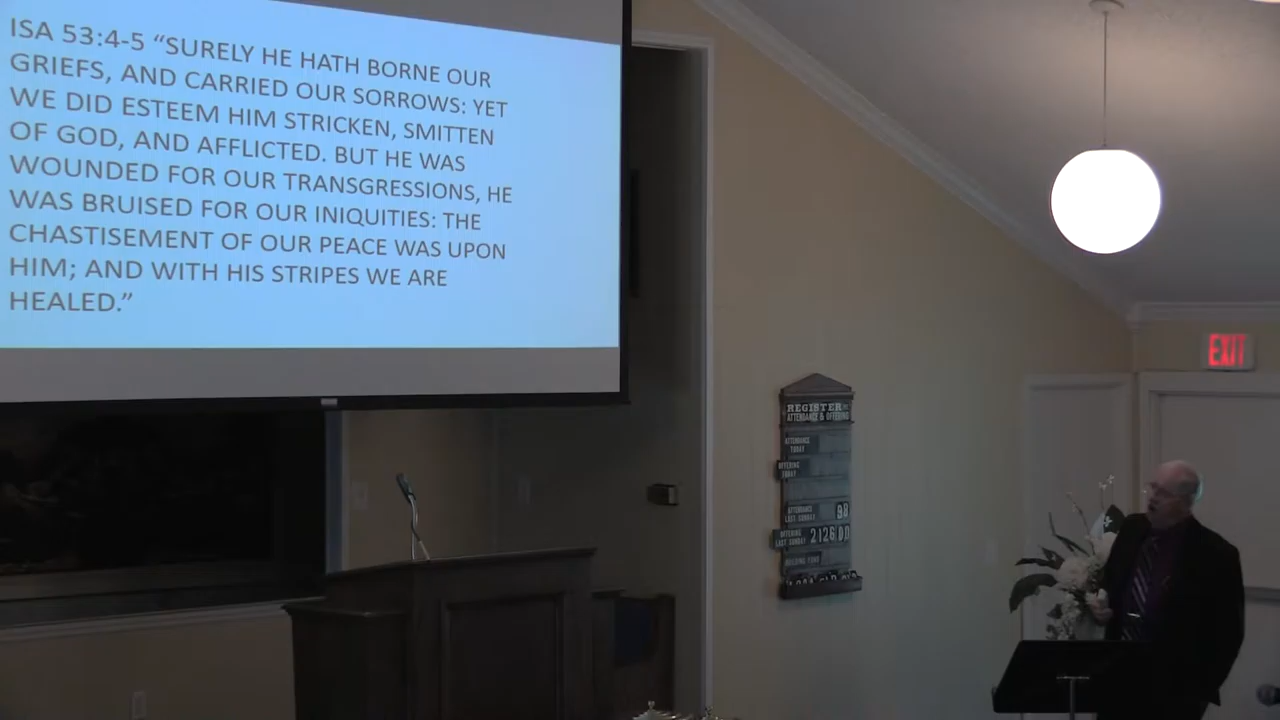 ISA 53:4-5 “SURELY HE HATH BORNE OUR
GRIEFS, AND CARRIED OUR SORROWS: YET
WE DID ESTEEM HIM STRICKEN, SMITTEN
OF GOD, AND AFFLICTED. BUT HE WAS
WOUNDED FOR OUR TRANSGRESSIONS, HE
WAS BRUISED FOR OUR INIQUITIES: THE
CHASTISEMENT OF OUR PEACE WAS UPON
HIM; AND WITH HIS STRIPES WE ARE
HEALED.”
EXIT
REGISTER
ATTENDANCE & OFFERING
ATTENDANCE
TODAY
OFFERING
TODAY
ATTENDANCE
LAST SUNDAY 98
OFFERING
LAST SUNDAY 2126 00
BUILDING FUND